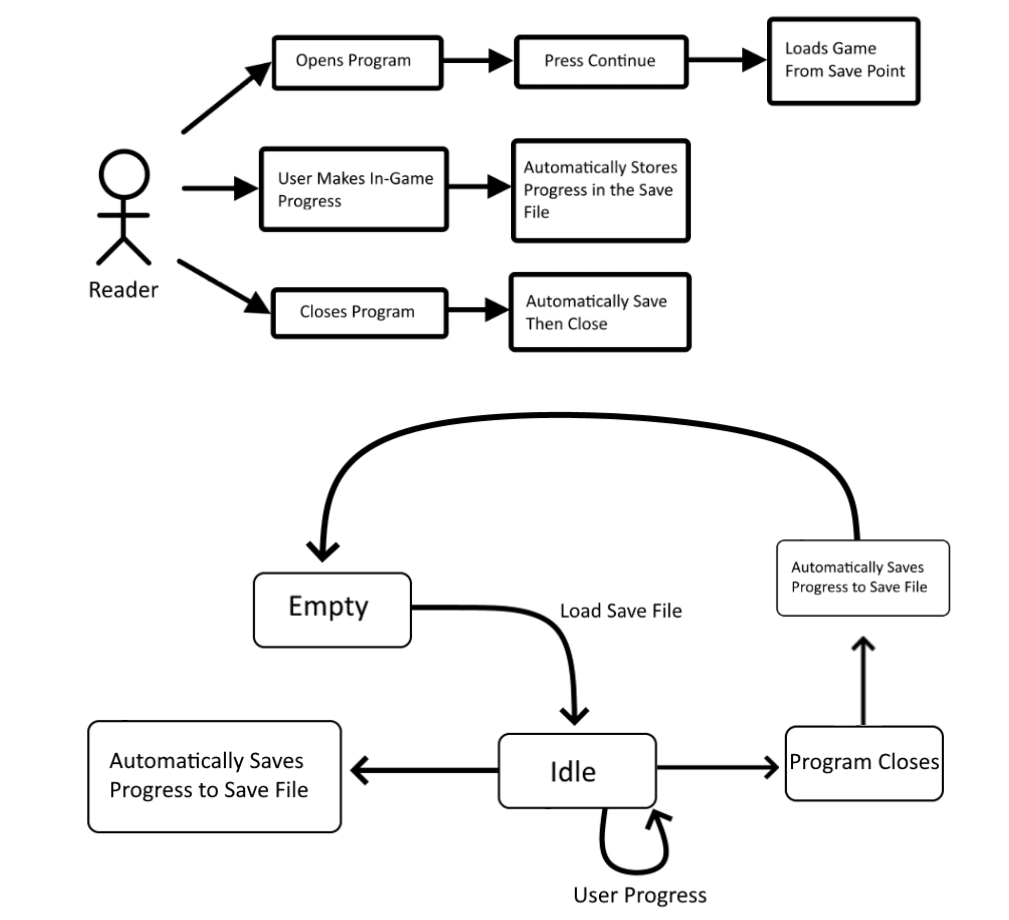 Opens Program
Press Continue
Loads Game
From Save Point
User Makes In-Game
Progress
Automatically Stores
Progress in the Save
File
Reader
Closes Program
Automatically Save
Then Close
Empty
Load Save File
Automatically Saves
Progress to Save File
Automatically Saves
Progress to Save File
Idle
Program Closes
User Progress